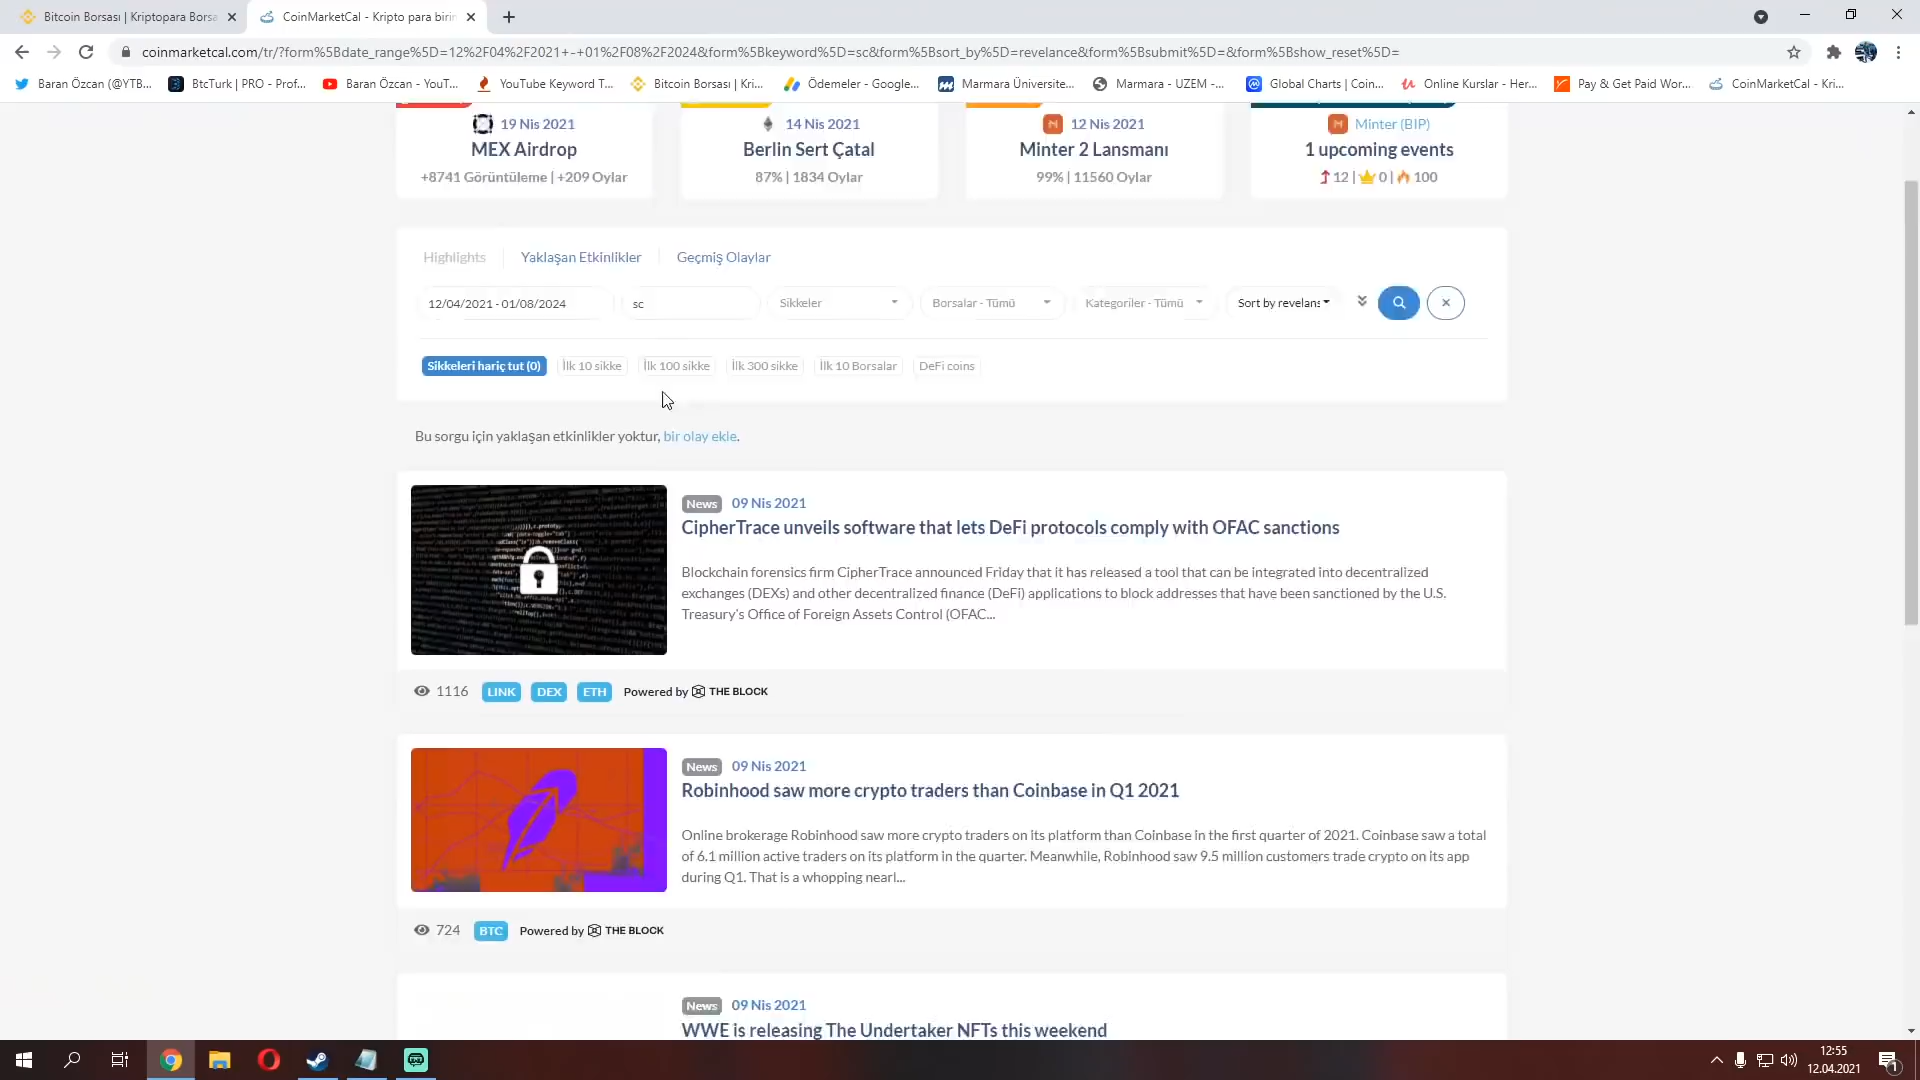 Bitcoin Borsası | Kriptopara Borsa
CoinMarketCal - Kripto para birin
coinmarketcal.com/tr/?form%5Bdate_range%5D=12%2F04%2F2021+-+01%2F08%2F2024&form%5Bkeyword%5D=sc&form%5Bsort_by%5D=revelance&form%5Bsubmit%5D=&form%5Bshow_reset%5D=
Baran Özcan (@YTB...
BtcTurk | PRO - Prof...
Baran Özcan - YouT...
YouTube Keyword T...
Bitcoin Borsası | Kri...
Ödemeler - Google...
Marmara Üniversite...
Marmara - UZEM -...
Global Charts | Coin...
Online Kurslar - Her...
Pay & Get Paid Wor...
CoinMarketCal - Kri...
19 Nis 2021
MEX Airdrop
+8741 Görüntüleme | +209 Oylar
14 Nis 2021
Berlin Sert Çatal
87% | 1834 Oylar
12 Nis 2021
Minter 2 Lansmanı
99% | 11560 Oylar
Minter (BIP)
1 upcoming events
12 | 0 | 100
Highlights
Yaklaşan Etkinlikler
Geçmiş Olaylar
12/04/2021 - 01/08/2024
sc
Sikkeler
Borsalar - Tümü
Kategoriler - Tümü
Sort by revelans
Sikkeleri hariç tut (0)
İlk 10 sikke
İlk 100 sikke
İlk 300 sikke
İlk 10 Borsalar
DeFi coins
Bu sorgu için yaklaşan etkinlikler yoktur, bir olay ekle.
News 09 Nis 2021
CipherTrace unveils software that lets DeFi protocols comply with OFAC sanctions
Blockchain forensics firm CipherTrace announced Friday that it has released a tool that can be integrated into decentralized
exchanges (DEXs) and other decentralized finance (DeFi) applications to block addresses that have been sanctioned by the U.S.
Treasury's Office of Foreign Assets Control (OFAC...
1116 LINK DEX ETH Powered by THE BLOCK
News 09 Nis 2021
Robinhood saw more crypto traders than Coinbase in Q1 2021
Online brokerage Robinhood saw more crypto traders on its platform than Coinbase in the first quarter of 2021. Coinbase saw a total
of 6.1 million active traders on its platform in the quarter. Meanwhile, Robinhood saw 9.5 million customers trade crypto on its app
during Q1. That is a whopping nearl...
724 BTC Powered by THE BLOCK
News 09 Nis 2021
WWE is releasing The Undertaker NFTs this weekend
12:55
12.04.2021
1